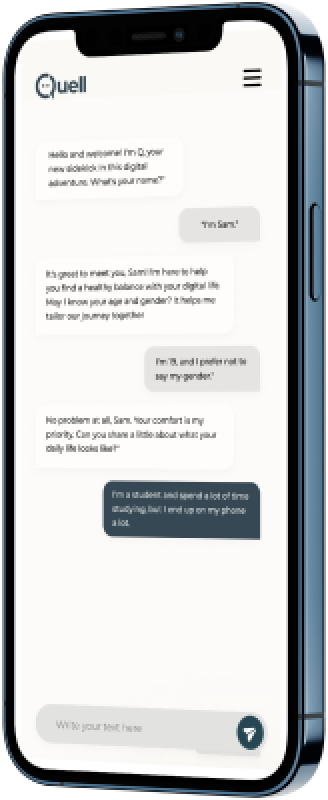 Quell
Hello and welcome! I'm Q, your
new sidekick in this digital
adventure. What's your name?"
"I'm Sam."
It's great to meet you, Sam! I'm here to help
you find a healthy balance with your digital life.
May I know your age and gender? It helps me
tailor our journey together
I'm 19, and I prefer not to
say my gender."
No problem at all, Sam. Your comfort is my
priority. Can you share a little about what your
daily life looks like?"
I'm a student and spend a lot of time
studying, but I end up on my phone
a lot.
Write your text here